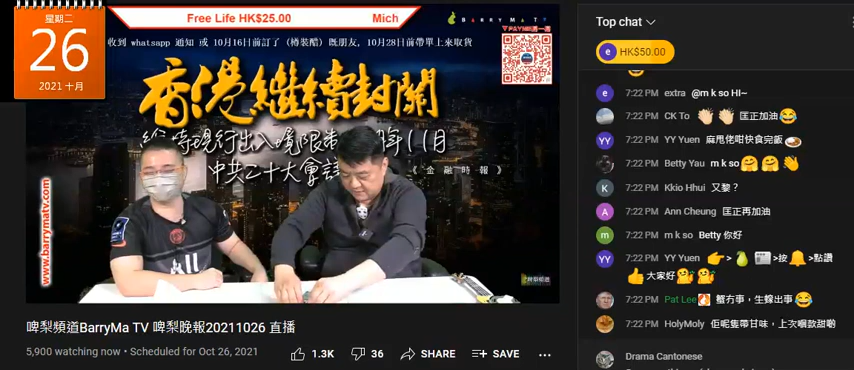 星期二
26
2021 十月
Free Life HK$25.00
Mich
BARRYMA TV
收到 whatsapp 通知 或 10月16日前訂了 (樽裝醋) 既朋友, 10月28日前帶單上來取貨
香港繼續封關
中共二十大會議
《 金 融 時 報 》
www.barrymatv.com
啤梨頻道
啤梨頻道BarryMa TV 啤梨晚報20211026 直播
5,900 watching now • Scheduled for Oct 26, 2021
1.3K
36
SHARE
SAVE
Top chat
e HK$50.00
e 7:22 PM extra @m k so HI~
7:22 PM CK To 👏🏻👏🏻 匡正加油😂
YY 7:22 PM YY Yuen 麻甩佬咁快食完飯🍛
7:22 PM Betty Yau m k so🤗🤗👋
K 7:22 PM Kkio Hhui 又黎？
A 7:22 PM Ann Cheung 匡正再加油
m 7:22 PM m k so Betty 你好
YY 7:22 PM YY Yuen 👉>🍐 📰>按🔔>點讚
👍大家好🤗🤗
7:22 PM Pat Lee 蟹冇事，生蠔出事😂
7:22 PM HolyMoly 佢呢隻帶甘味，上次嗰款甜啲
Drama Cantonese